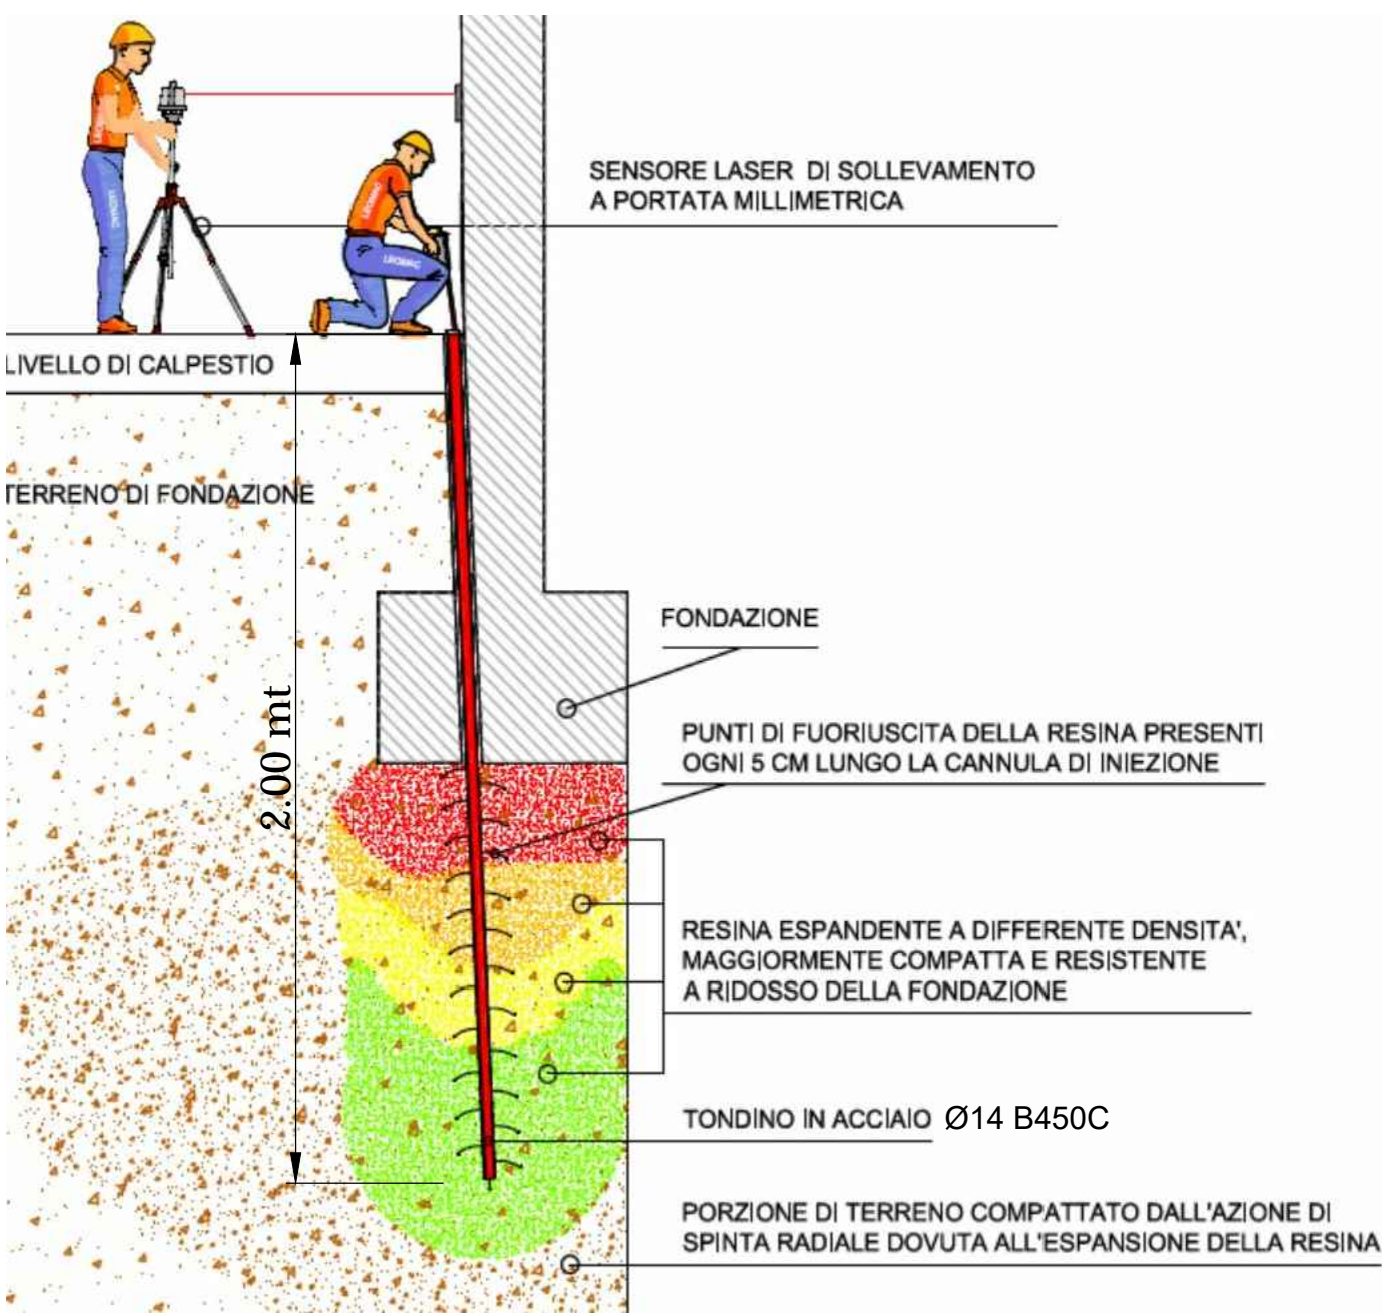 SENSORE LASER DI SOLLEVAMENTO
A PORTATA MILLIMETRICA
LIVELLO DI CALPESTIO
TERRENO DI FONDAZIONE
2.00 mt
FONDAZIONE
PUNTI DI FUORIUSCITA DELLA RESINA PRESENTI
OGNI 5 CM LUNGO LA CANNULA DI INIEZIONE
RESINA ESPANDENTE A DIFFERENTE DENSITA',
MAGGIORMENTE COMPATTA E RESISTENTE
A RIDOSSO DELLA FONDAZIONE
TONDINO IN ACCIAIO Ø14 B450C
PORZIONE DI TERRENO COMPATTATO DALL'AZIONE DI
SPINTA RADIALE DOVUTA ALL'ESPANSIONE DELLA RESINA